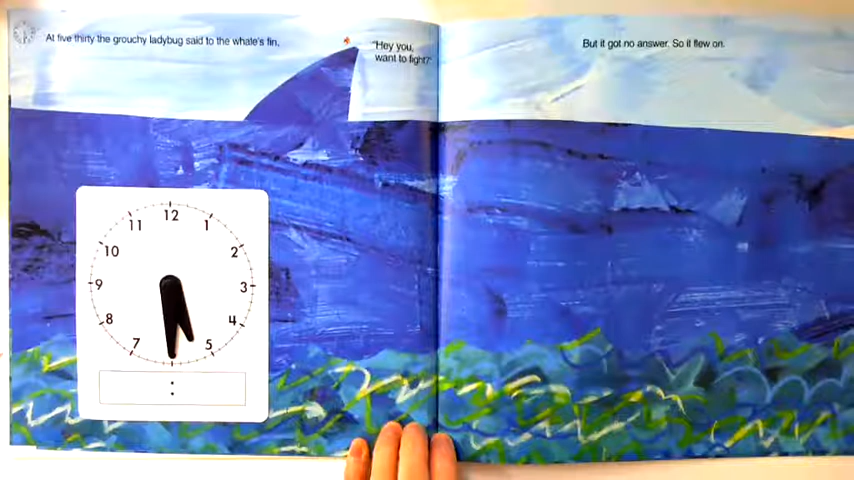 At five thirty the grouchy ladybug said to the whale's fin,
"Hey you,
want to fight?"
But it got no answer. So it flew on.
12
11 1
10 2
9 3
8 4
7 5
: